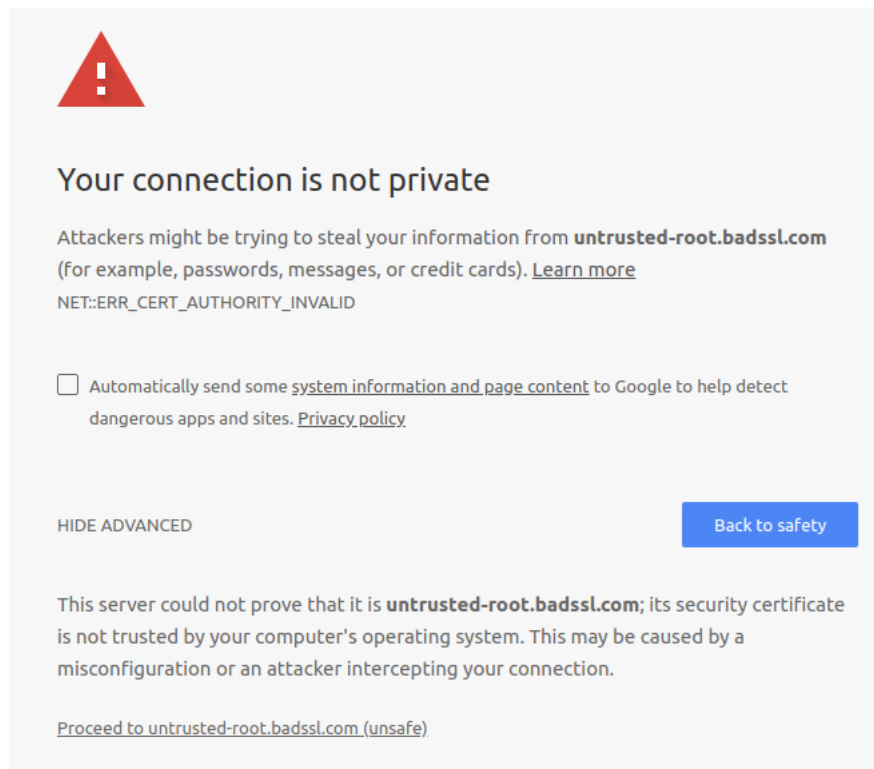 Your connection is not private
Attackers might be trying to steal your information from untrusted-root.badssl.com
(for example, passwords, messages, or credit cards). Learn more
NET::ERR_CERT_AUTHORITY_INVALID
Automatically send some system information and page content to Google to help detect
dangerous apps and sites. Privacy policy
HIDE ADVANCED
Back to safety
This server could not prove that it is untrusted-root.badssl.com; its security certificate
is not trusted by your computer's operating system. This may be caused by a
misconfiguration or an attacker intercepting your connection.
Proceed to untrusted-root.badssl.com (unsafe)